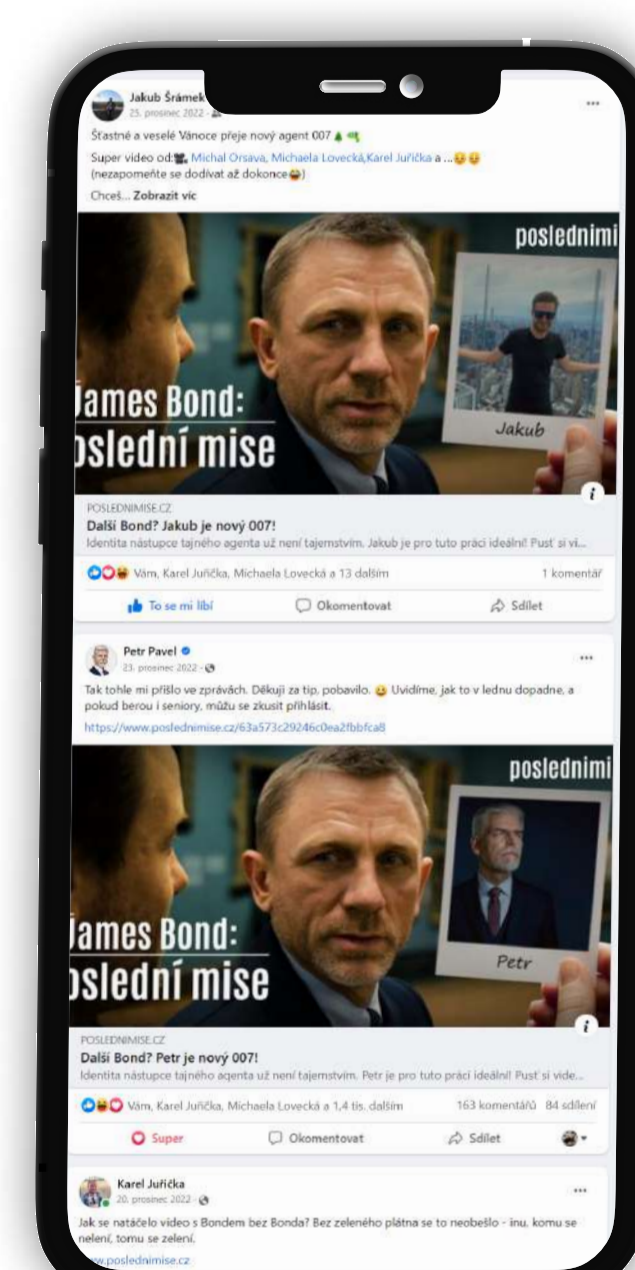 Jakub Šrámek
25. prosinec 2022 ·
Šťastné a veselé Vánoce přeje nový agent 007
Super video od: Michal Orsava, Michaela Lovecká,Karel Juřička a ...
(nezapomeňte se dodívat až dokonce)
Chceš... Zobrazit víc
poslednimi
Jakub
James Bond:
oslední mise
POSLEDNIMISE.CZ
Další Bond? Jakub je nový 007!
Identita nástupce tajného agenta už není tajemstvím. Jakub je pro tuto práci ideální! Pusť si vi...
Vám, Karel Juřička, Michaela Lovecká a 13 dalším 1 komentář
To se mi líbí Okomentovat Sdílet
Petr Pavel
23. prosinec 2022 ·
Tak tohle mi přišlo ve zprávách. Děkuji za tip, pobavilo. Uvidíme, jak to v lednu dopadne, a
pokud berou i seniory, můžu se zkusit přihlásit.
https://www.poslednimise.cz/63a573c29246c0ea2fbbfca8
poslednimi
Petr
James Bond:
oslední mise
POSLEDNIMISE.CZ
Další Bond? Petr je nový 007!
Identita nástupce tajného agenta už není tajemstvím. Petr je pro tuto práci ideální! Pusť si vide...
Vám, Karel Juřička, Michaela Lovecká a 1,4 tis. dalším 163 komentářů 84 sdílení
Super Okomentovat Sdílet
Karel Juřička
20. prosinec 2022 ·
Jak se natáčelo video s Bondem bez Bonda? Bez zeleného plátna se to neobešlo - inu, komu se
nelení, tomu se zelení.
www.poslednimise.cz